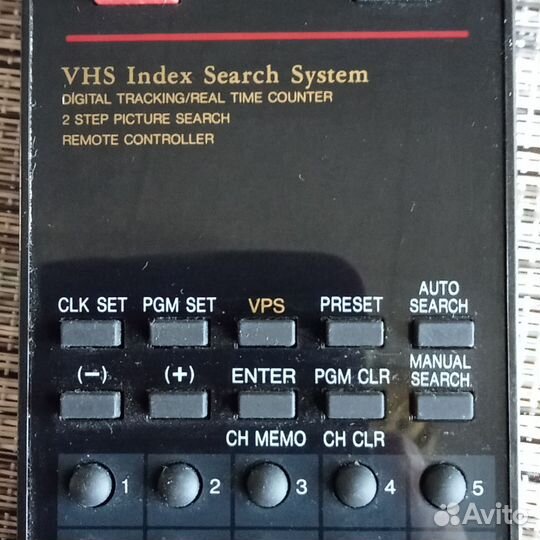 VHS Index Search System
DIGITAL TRACKING/REAL TIME COUNTER
2 STEP PICTURE SEARCH
REMOTE CONTROLLER
CLK SET PGM SET VPS PRESET AUTO SEARCH
(-) (+) ENTER PGM CLR MANUAL SEARCH
CH MEMO CH CLR
1 2 3 4 5
Avito